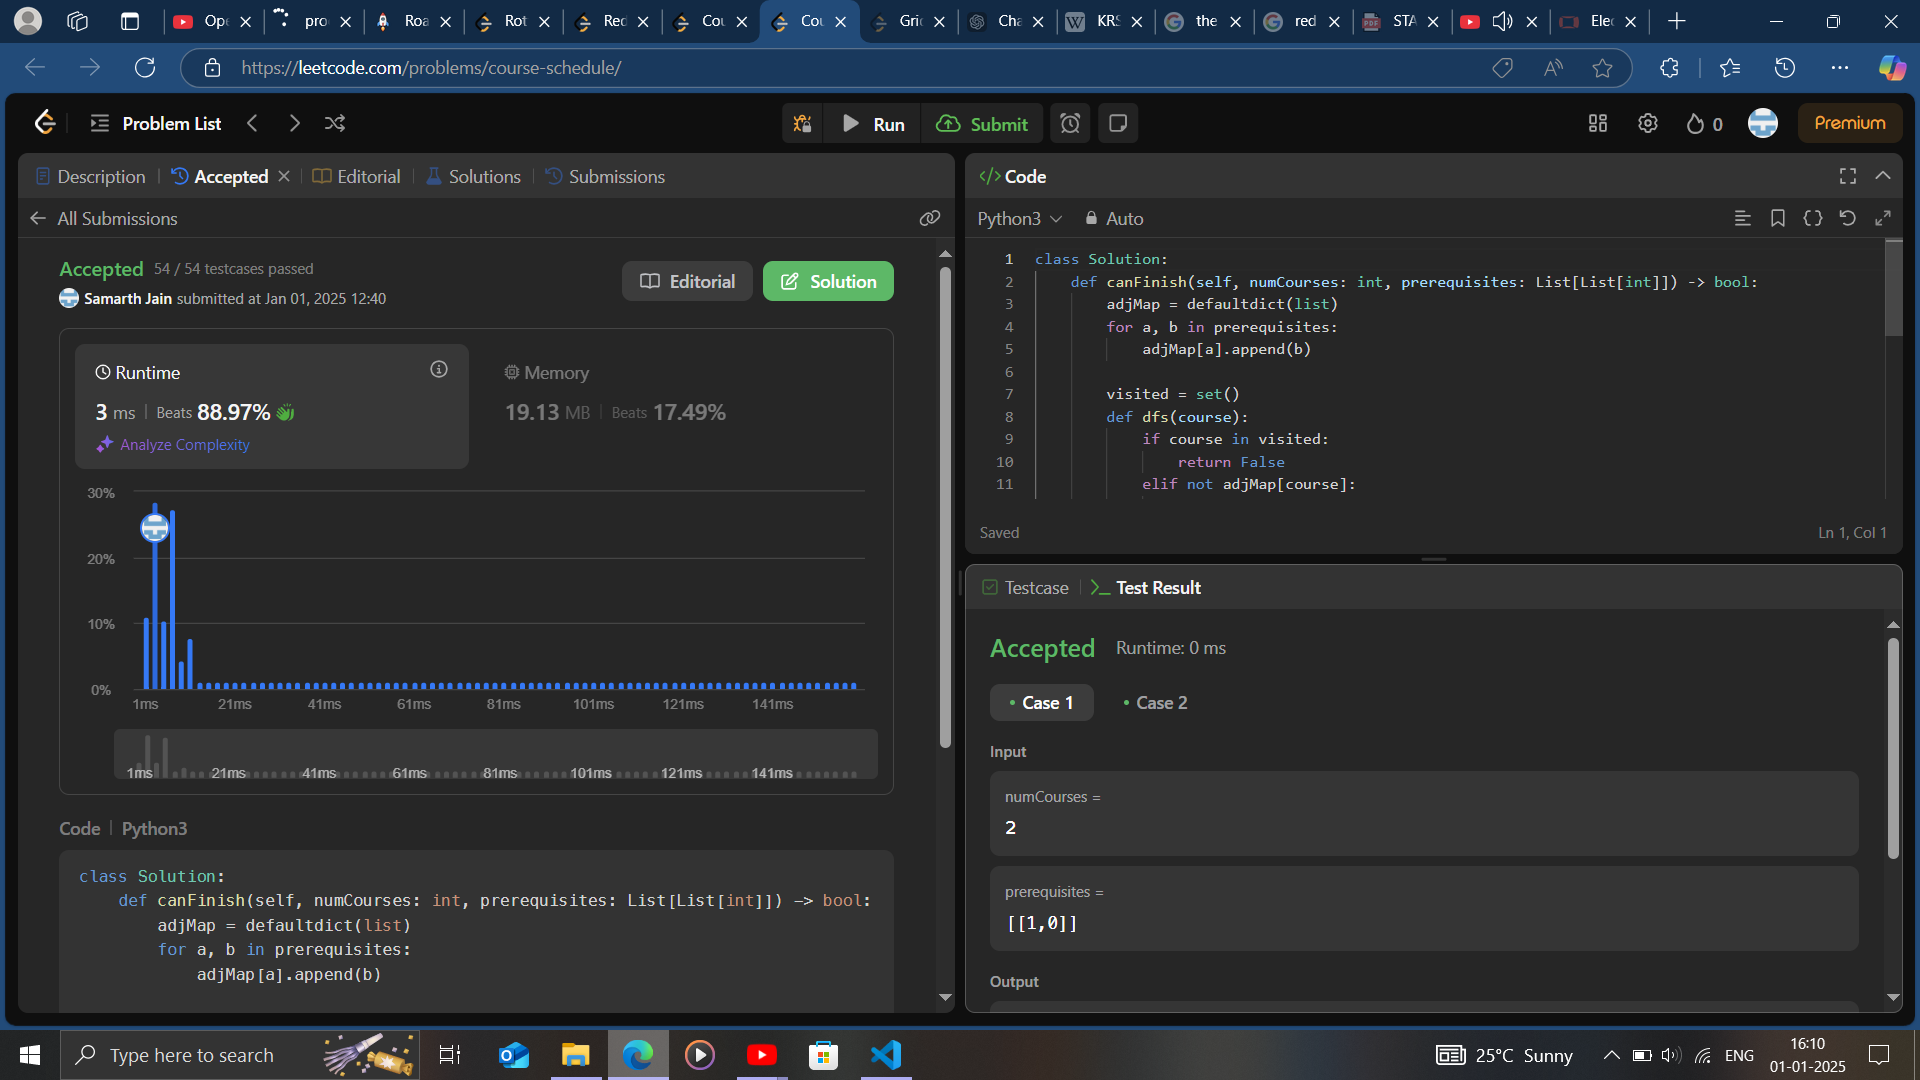 Ope
pro
Roa
Rot
Red
Cou
Cou
Gric
Cha
KRS
the
red
STA
Elec
https://leetcode.com/problems/course-schedule/
Problem List
Run
Submit
0
Premium
Description
Accepted
Editorial
Solutions
Submissions
All Submissions
Accepted 54 / 54 testcases passed
Samarth Jain submitted at Jan 01, 2025 12:40
Editorial
Solution
Runtime
3 ms | Beats 88.97%
Analyze Complexity
Memory
19.13 MB | Beats 17.49%
30%
20%
10%
0%
1ms 21ms 41ms 61ms 81ms 101ms 121ms 141ms
1ms 21ms 41ms 61ms 81ms 101ms 121ms 141ms
Code | Python3
class Solution:
    def canFinish(self, numCourses: int, prerequisites: List[List[int]]) -> bool:
        adjMap = defaultdict(list)
        for a, b in prerequisites:
            adjMap[a].append(b)
</> Code
Python3
Auto
1 class Solution:
2     def canFinish(self, numCourses: int, prerequisites: List[List[int]]) -> bool:
3         adjMap = defaultdict(list)
4         for a, b in prerequisites:
5             adjMap[a].append(b)
6
7         visited = set()
8         def dfs(course):
9             if course in visited:
10                 return False
11             elif not adjMap[course]:
Saved
Ln 1, Col 1
Testcase
Test Result
Accepted Runtime: 0 ms
Case 1
Case 2
Input
numCourses =
2
prerequisites =
[[1,0]]
Output
Type here to search
25°C Sunny
ENG
16:10
01-01-2025